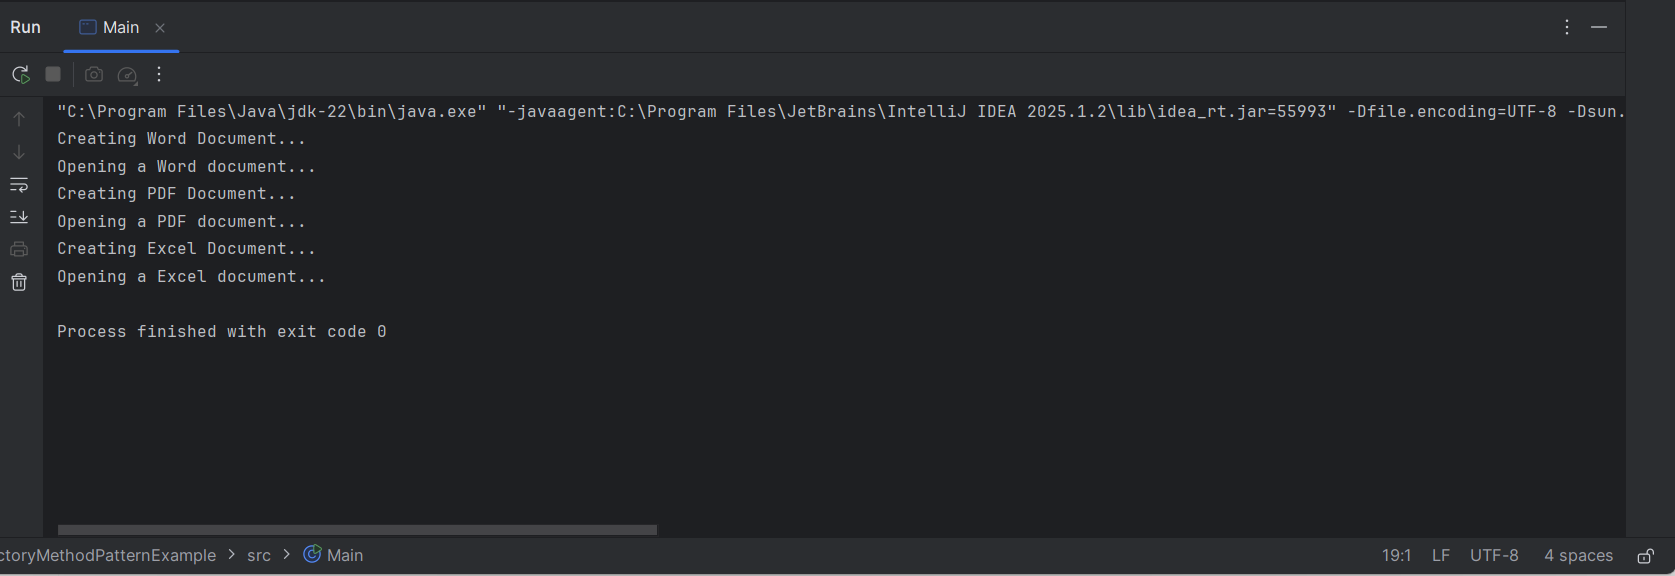 Run Main
"C:\Program Files\Java\jdk-22\bin\java.exe" "-javaagent:C:\Program Files\JetBrains\IntelliJ IDEA 2025.1.2\lib\idea_rt.jar=55993" -Dfile.encoding=UTF-8 -Dsun.
Creating Word Document...
Opening a Word document...
Creating PDF Document...
Opening a PDF document...
Creating Excel Document...
Opening a Excel document...
Process finished with exit code 0
ctoryMethodPatternExample > src > Main 19:1 LF UTF-8 4 spaces